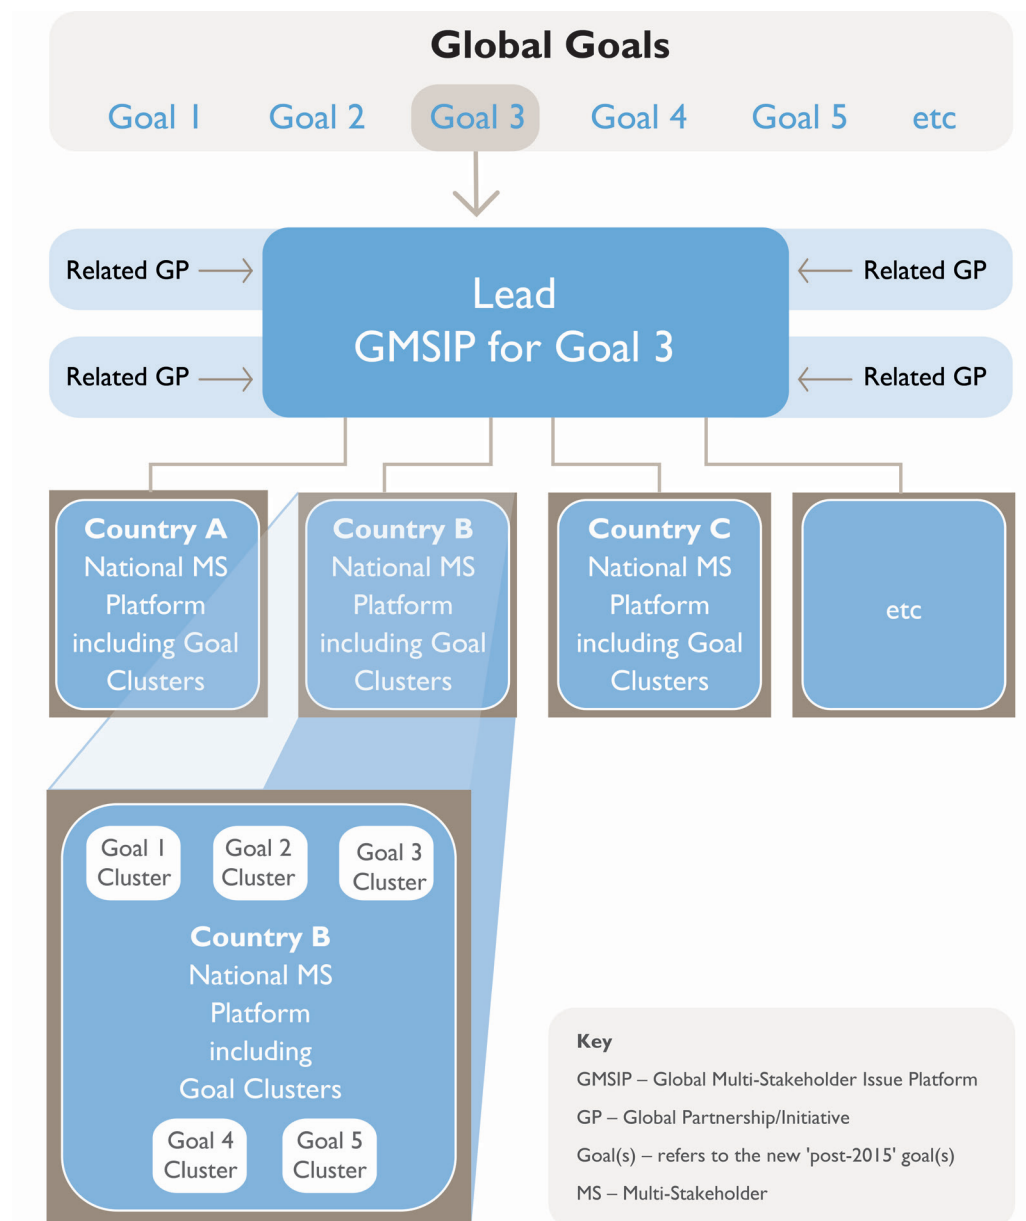 Global Goals
Goal 1
Goal 2
Goal 3
Goal 4
Goal 5
etc
Related GP
Related GP
Lead
GMSIP for Goal 3
Related GP
Related GP
Country A
National MS
Platform
including Goal
Clusters
Country B
National MS
Platform
including Goal
Clusters
Country C
National MS
Platform
including Goal
Clusters
etc
Goal 1
Cluster
Goal 2
Cluster
Goal 3
Cluster
Country B
National MS
Platform
including
Goal Clusters
Goal 4
Cluster
Goal 5
Cluster
Key
GMSIP – Global Multi-Stakeholder Issue Platform
GP – Global Partnership/Initiative
Goal(s) – refers to the new 'post-2015' goal(s)
MS – Multi-Stakeholder